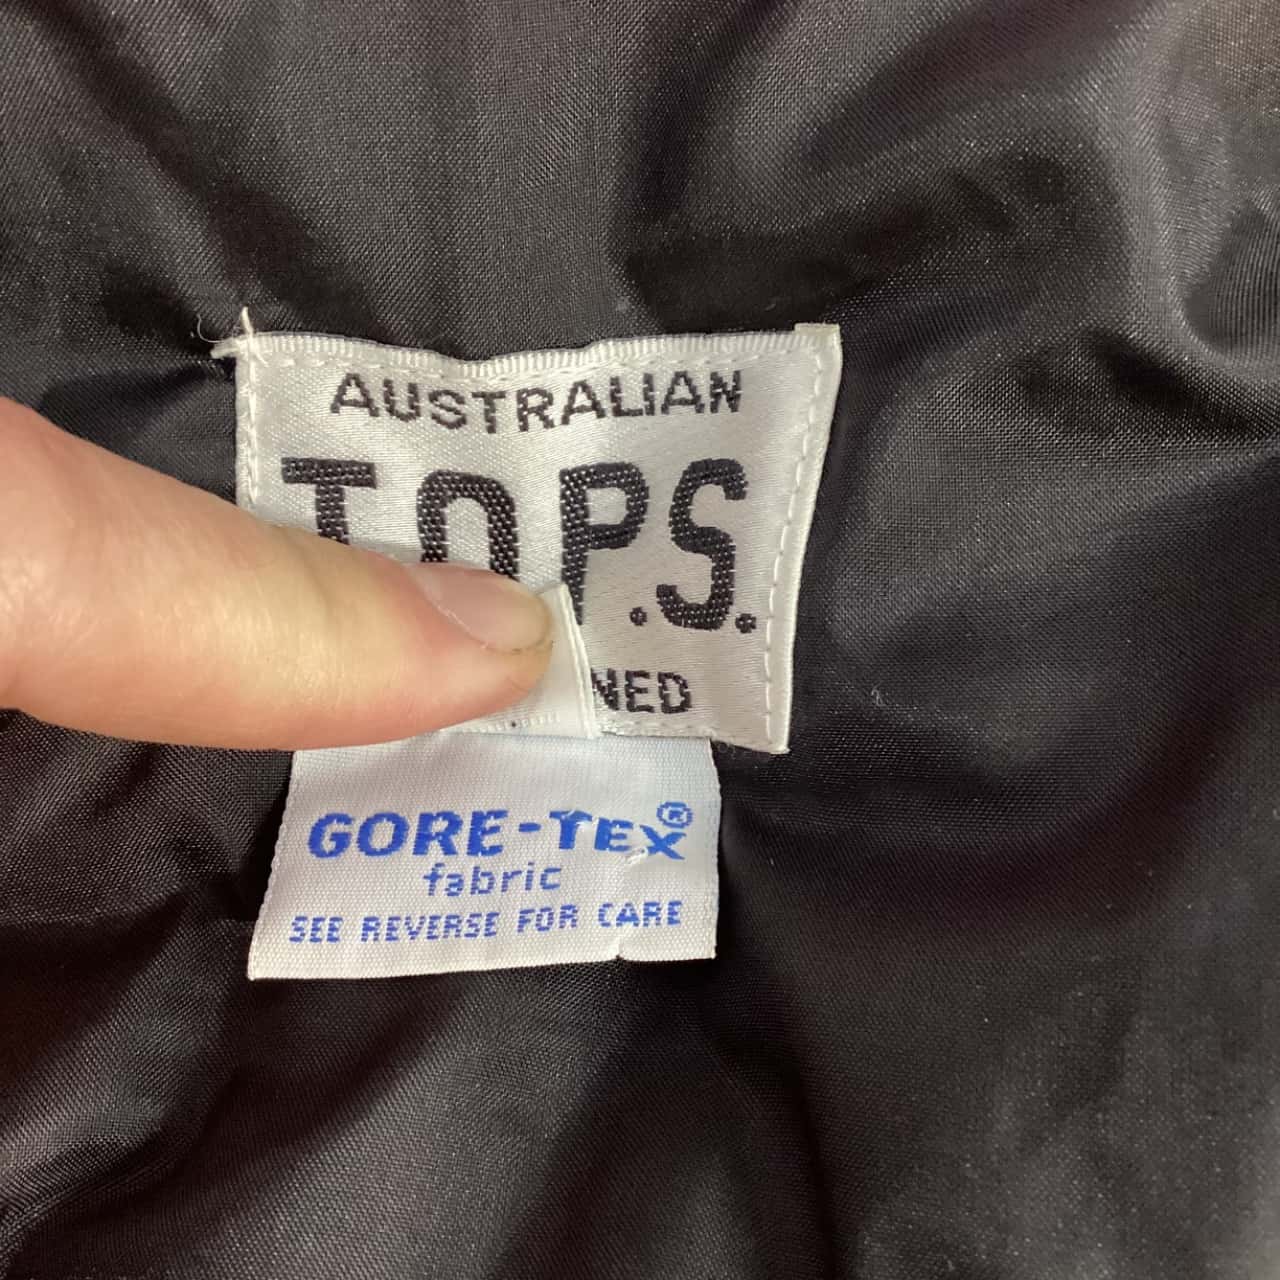 AUSTRALIAN
T.O.P.S.
GORE-TEX®
fabric
SEE REVERSE FOR CARE